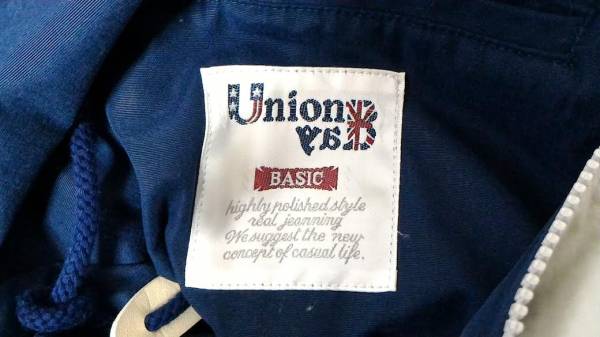 Union
Bay
BASIC
highly polished style
real jeanning
We suggest the new
concept of casual life.